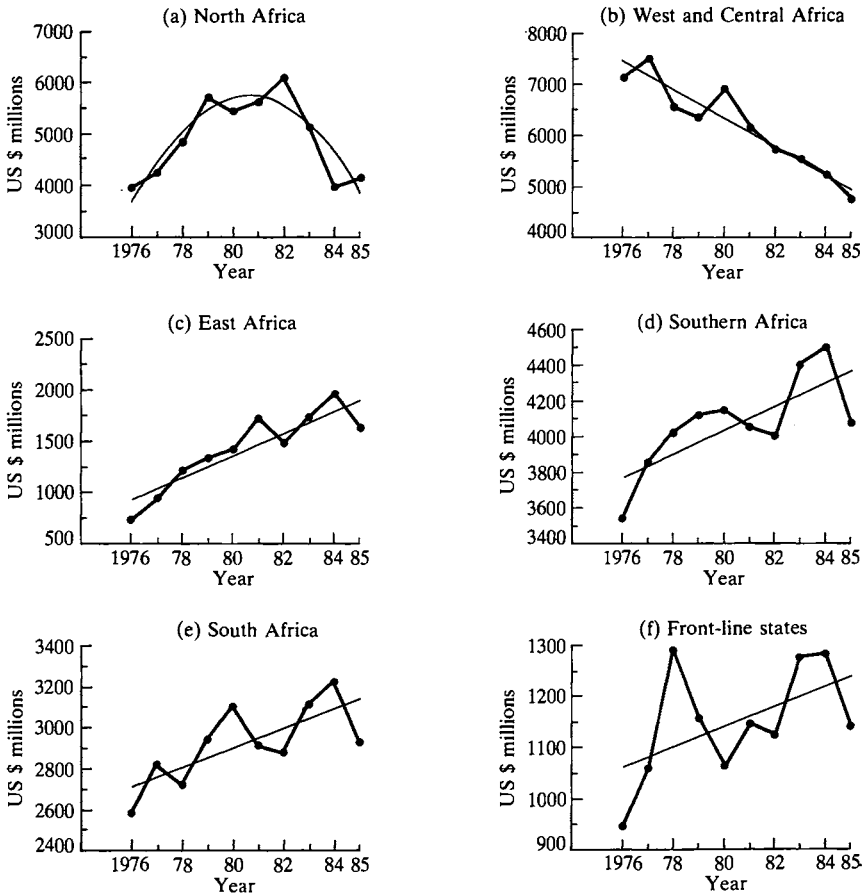 (a) North Africa
7000
6000
5000
4000
3000
US $ millions
1976 78 80 82 84 85
Year
(b) West and Central Africa
8000
7000
6000
5000
4000
US $ millions
1976 78 80 82 84 85
Year
(c) East Africa
2500
2000
1500
1000
500
US $ millions
1976 78 80 82 84 85
Year
(d) Southern Africa
4600
4400
4200
4000
3800
3600
3400
US $ millions
1976 78 80 82 84 85
Year
(e) South Africa
3400
3200
3000
2800
2600
2400
US $ millions
1976 78 80 82 84 85
Year
(f) Front-line states
1300
1200
1100
1000
900
US $ millions
1976 78 80 82 84 85
Year